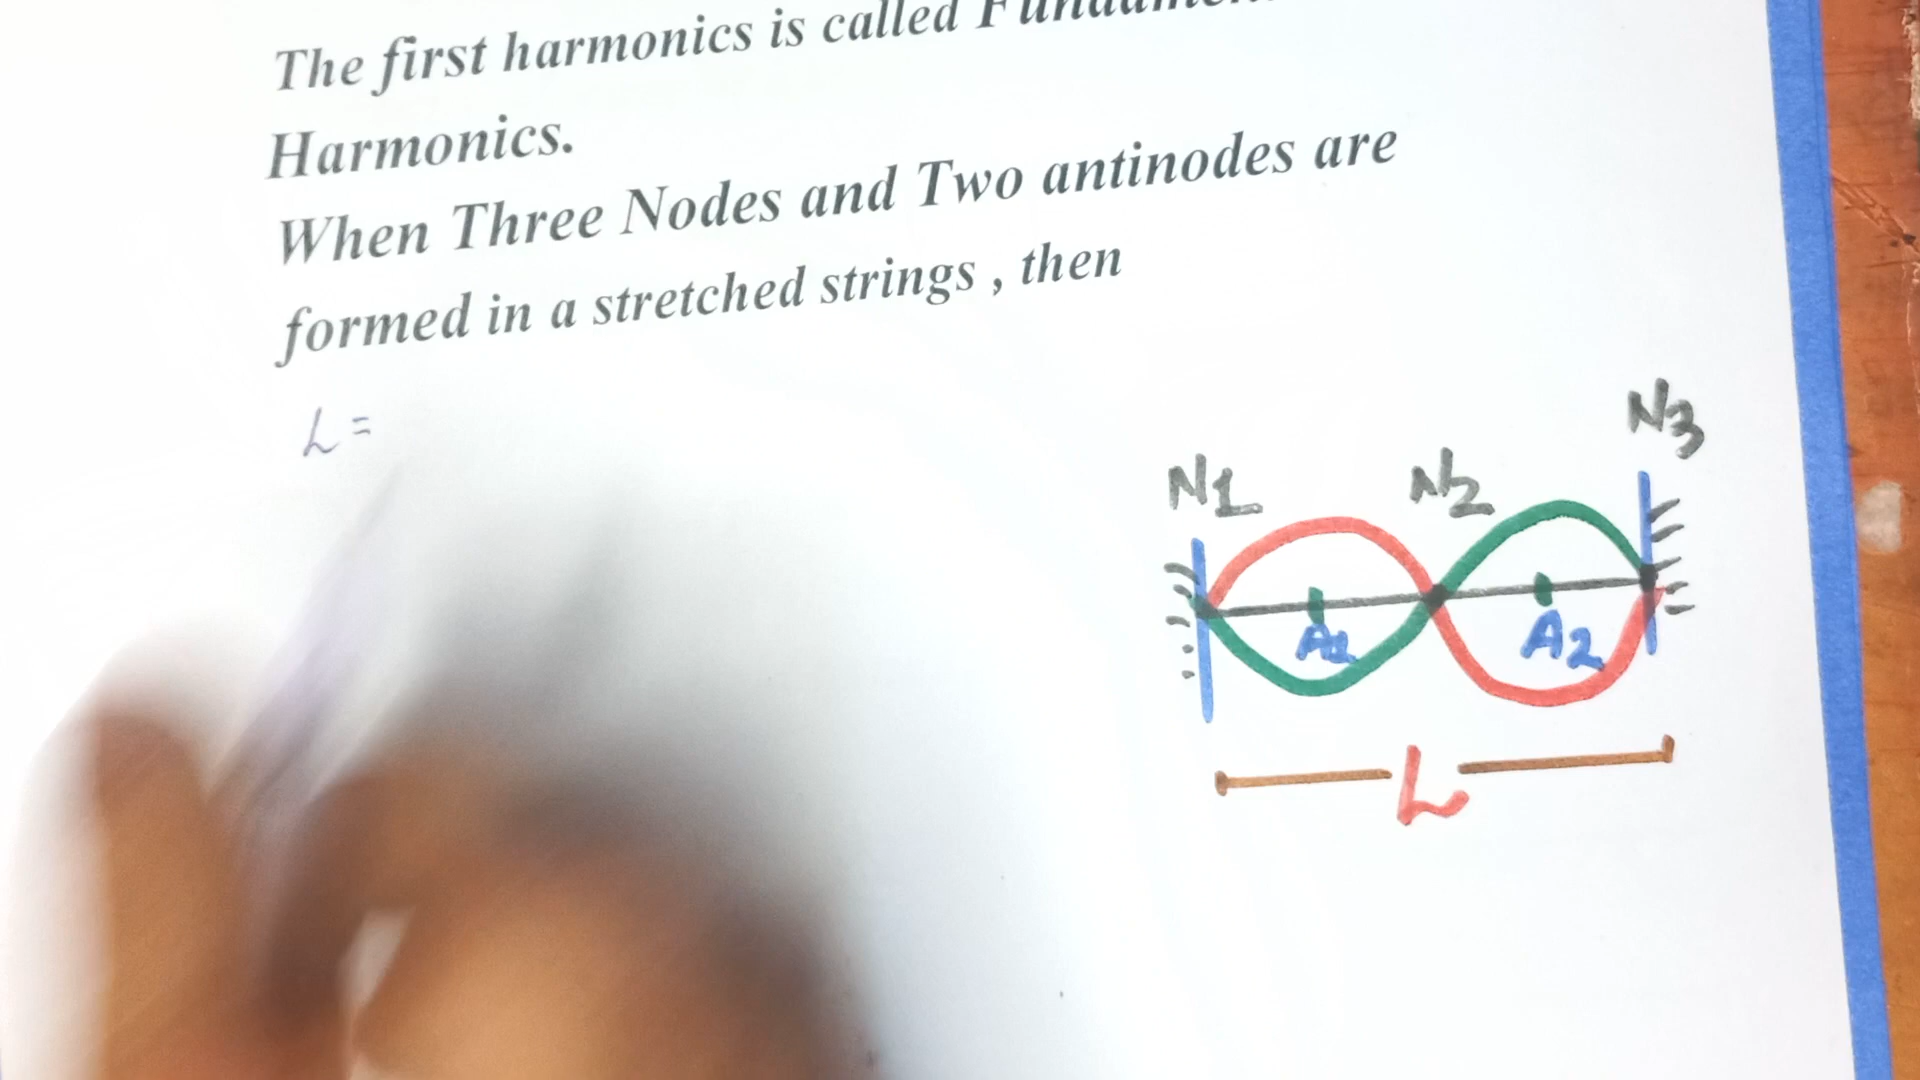 The first harmonics is called
Harmonics.
When Three Nodes and Two antinodes are
formed in a stretched strings , then
L =
N1 N2 N3
A2
L